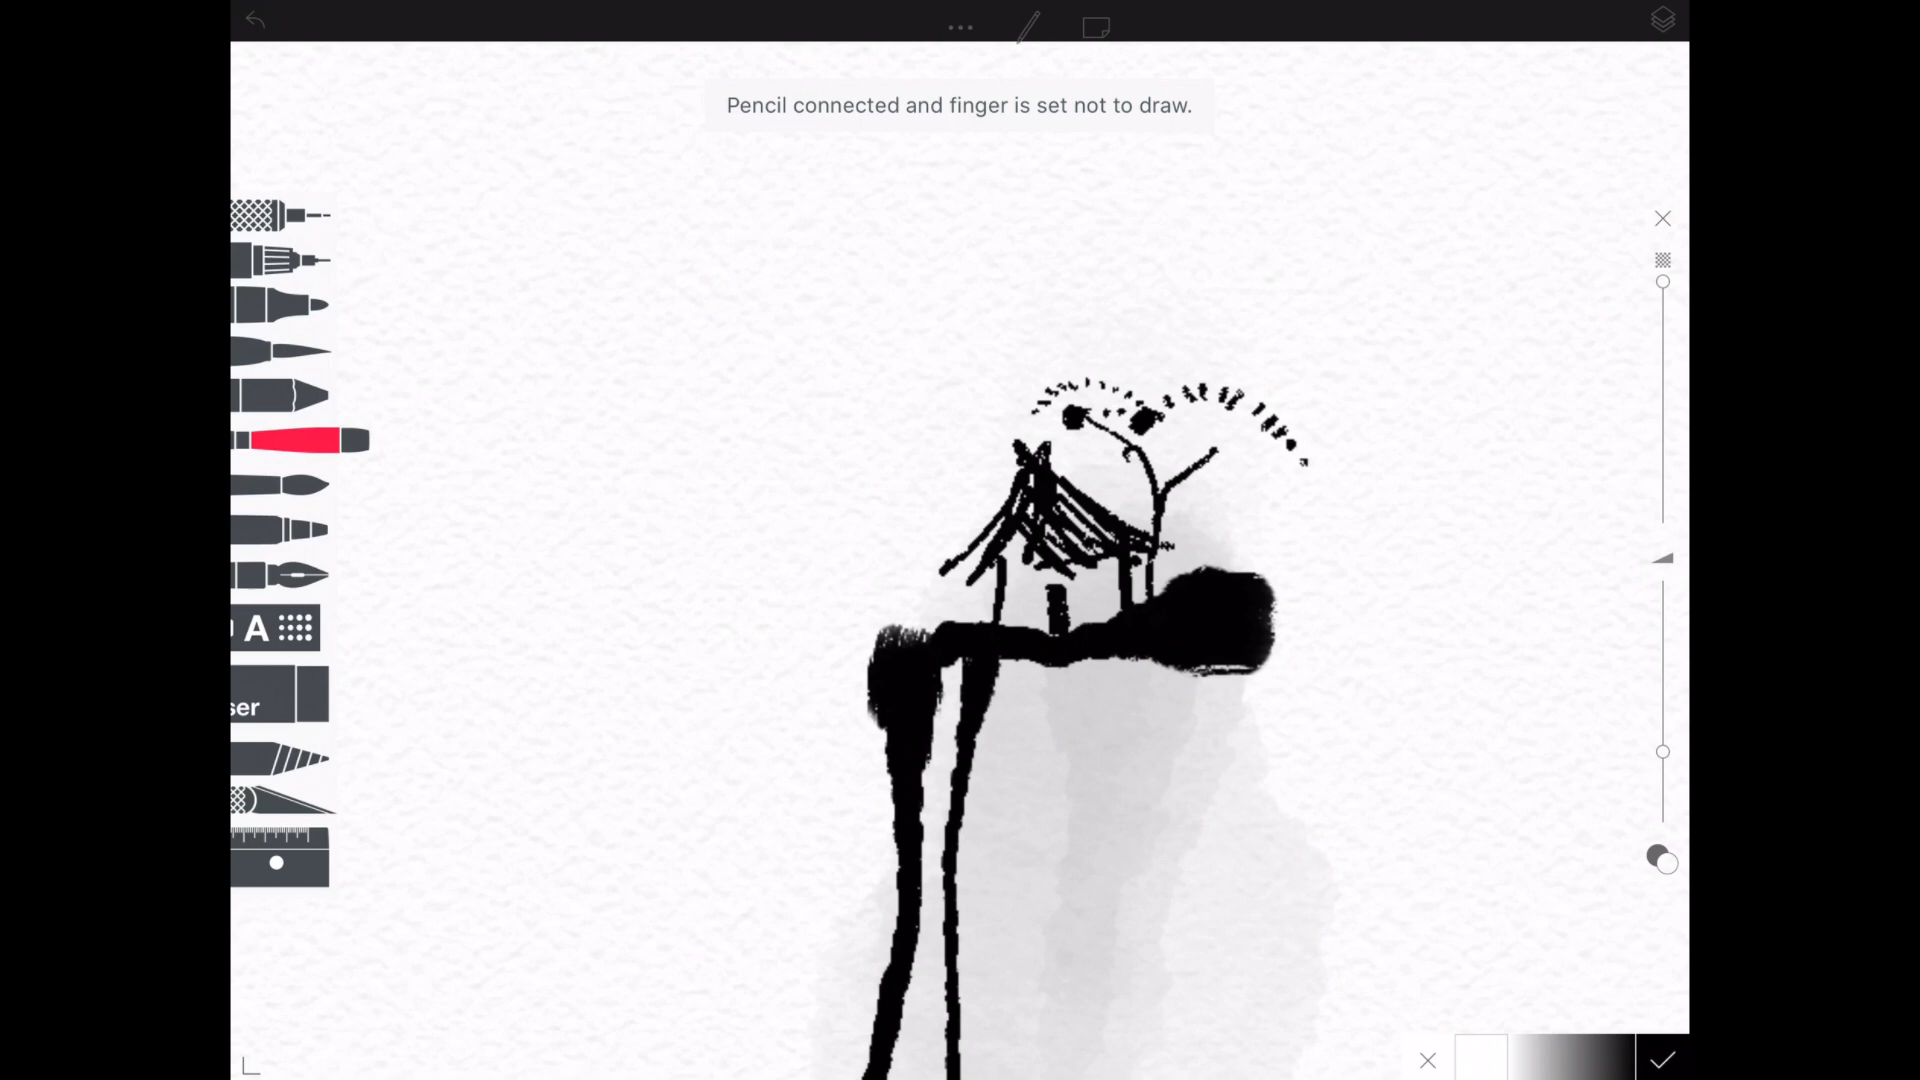 Pencil connected and finger is set not to draw.
A
ser